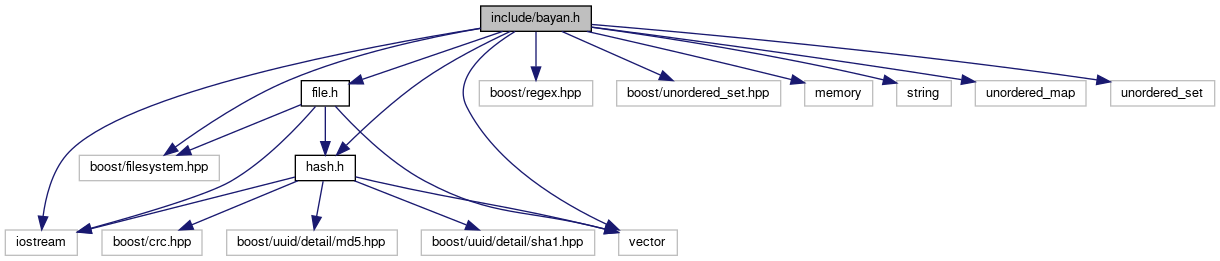 include/bayan.h
file.h
boost/regex.hpp
boost/unordered_set.hpp
memory
string
unordered_map
unordered_set
boost/filesystem.hpp
hash.h
iostream
boost/crc.hpp
boost/uuid/detail/md5.hpp
boost/uuid/detail/sha1.hpp
vector